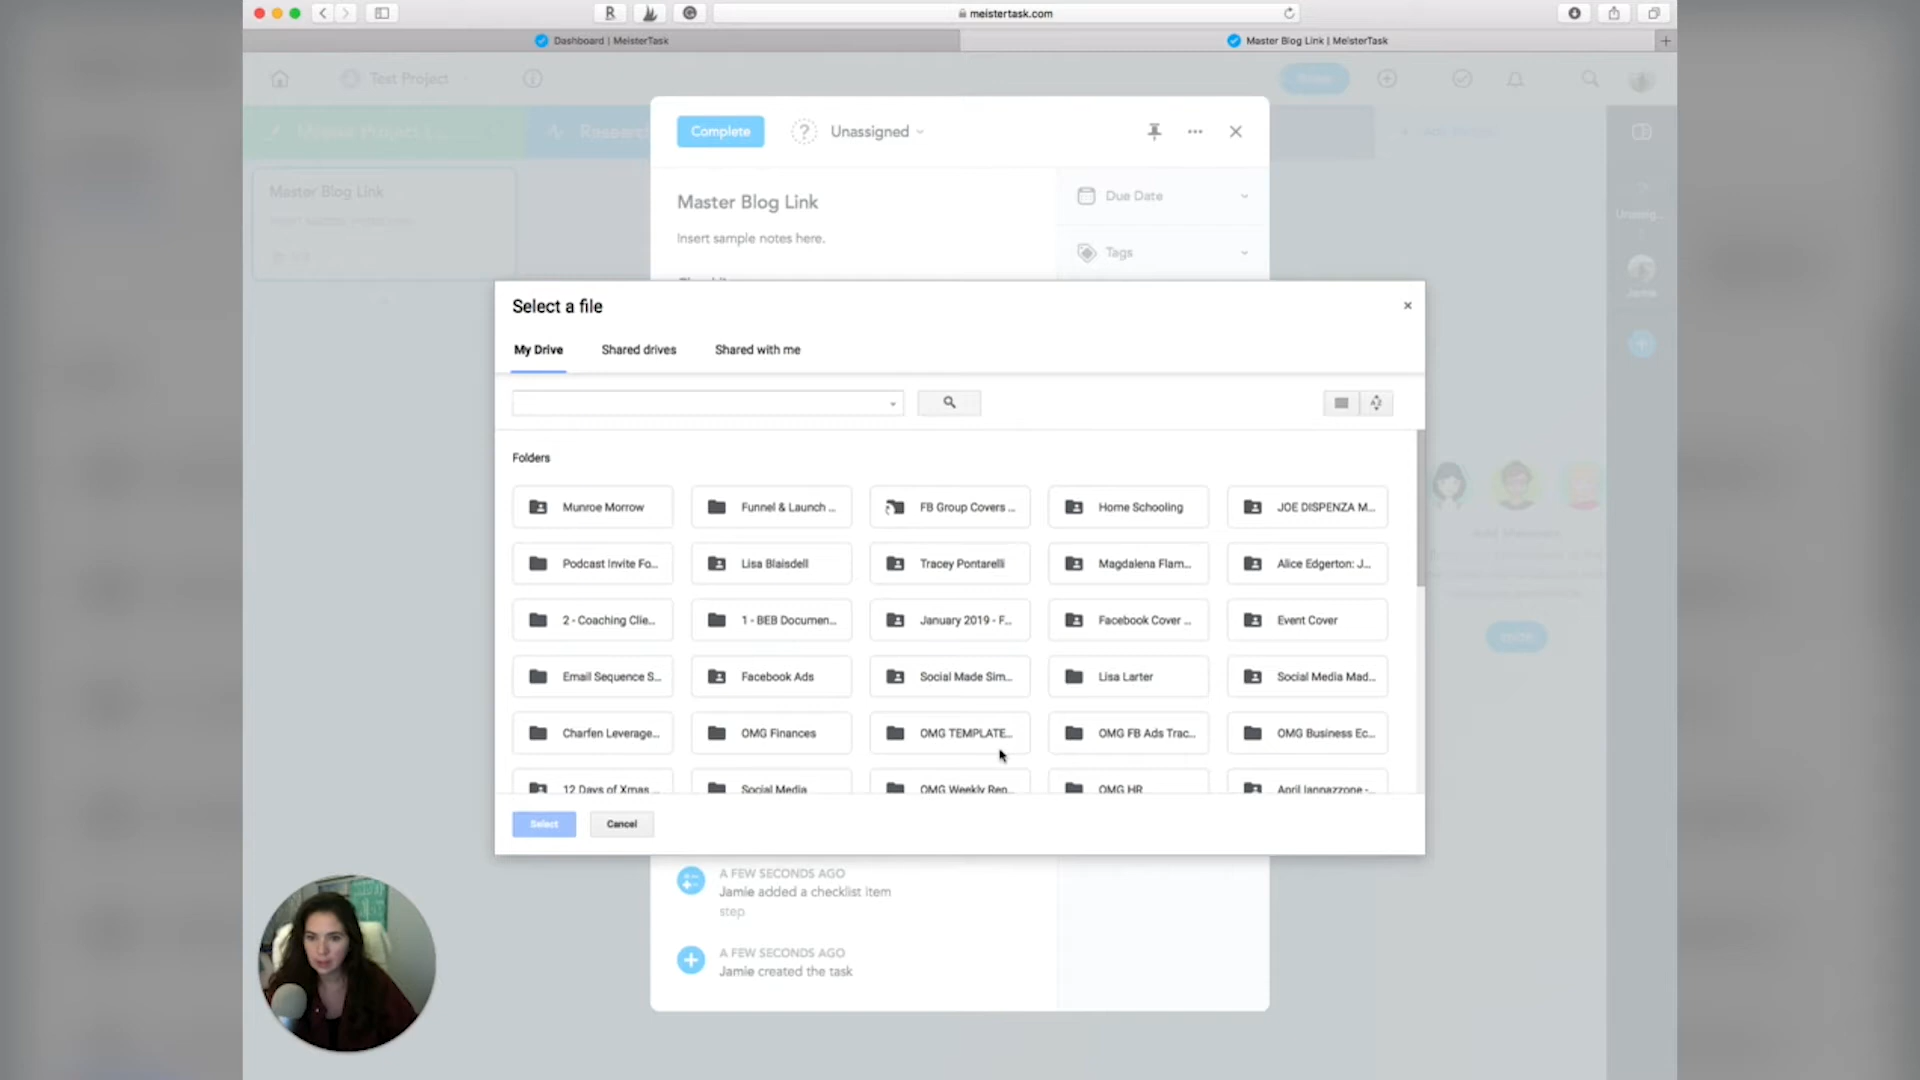 meistertask.com
Dashboard | MeisterTask
Master Blog Link | MeisterTask
Test Project
Master Project
Research
Complete
Unassigned
Master Blog Link
Master Blog Link
Insert sample notes here.
Due Date
Tags
Select a file
My Drive
Shared drives
Shared with me
Folders
Munroe Morrow
Funnel & Launch ...
FB Group Covers ...
Home Schooling
JOE DISPENZA M...
Podcast Invite Fo...
Lisa Blaisdell
Tracey Pontarelli
Magdalena Flam...
Alice Edgerton: J...
2 - Coaching Clie...
1 - BEB Documen...
January 2019 - F...
Facebook Cover ...
Event Cover
Email Sequence S...
Facebook Ads
Social Made Sim...
Lisa Larter
Social Media Mad...
Charfen Leverage...
OMG Finances
OMG TEMPLATE...
OMG FB Ads Trac...
OMG Business Ec...
12 Days of Xmas ...
Social Media
OMG Weekly Rep...
OMG HR
April Iannazzone -...
Select
Cancel
A FEW SECONDS AGO
Jamie added a checklist item
step
A FEW SECONDS AGO
Jamie created the task